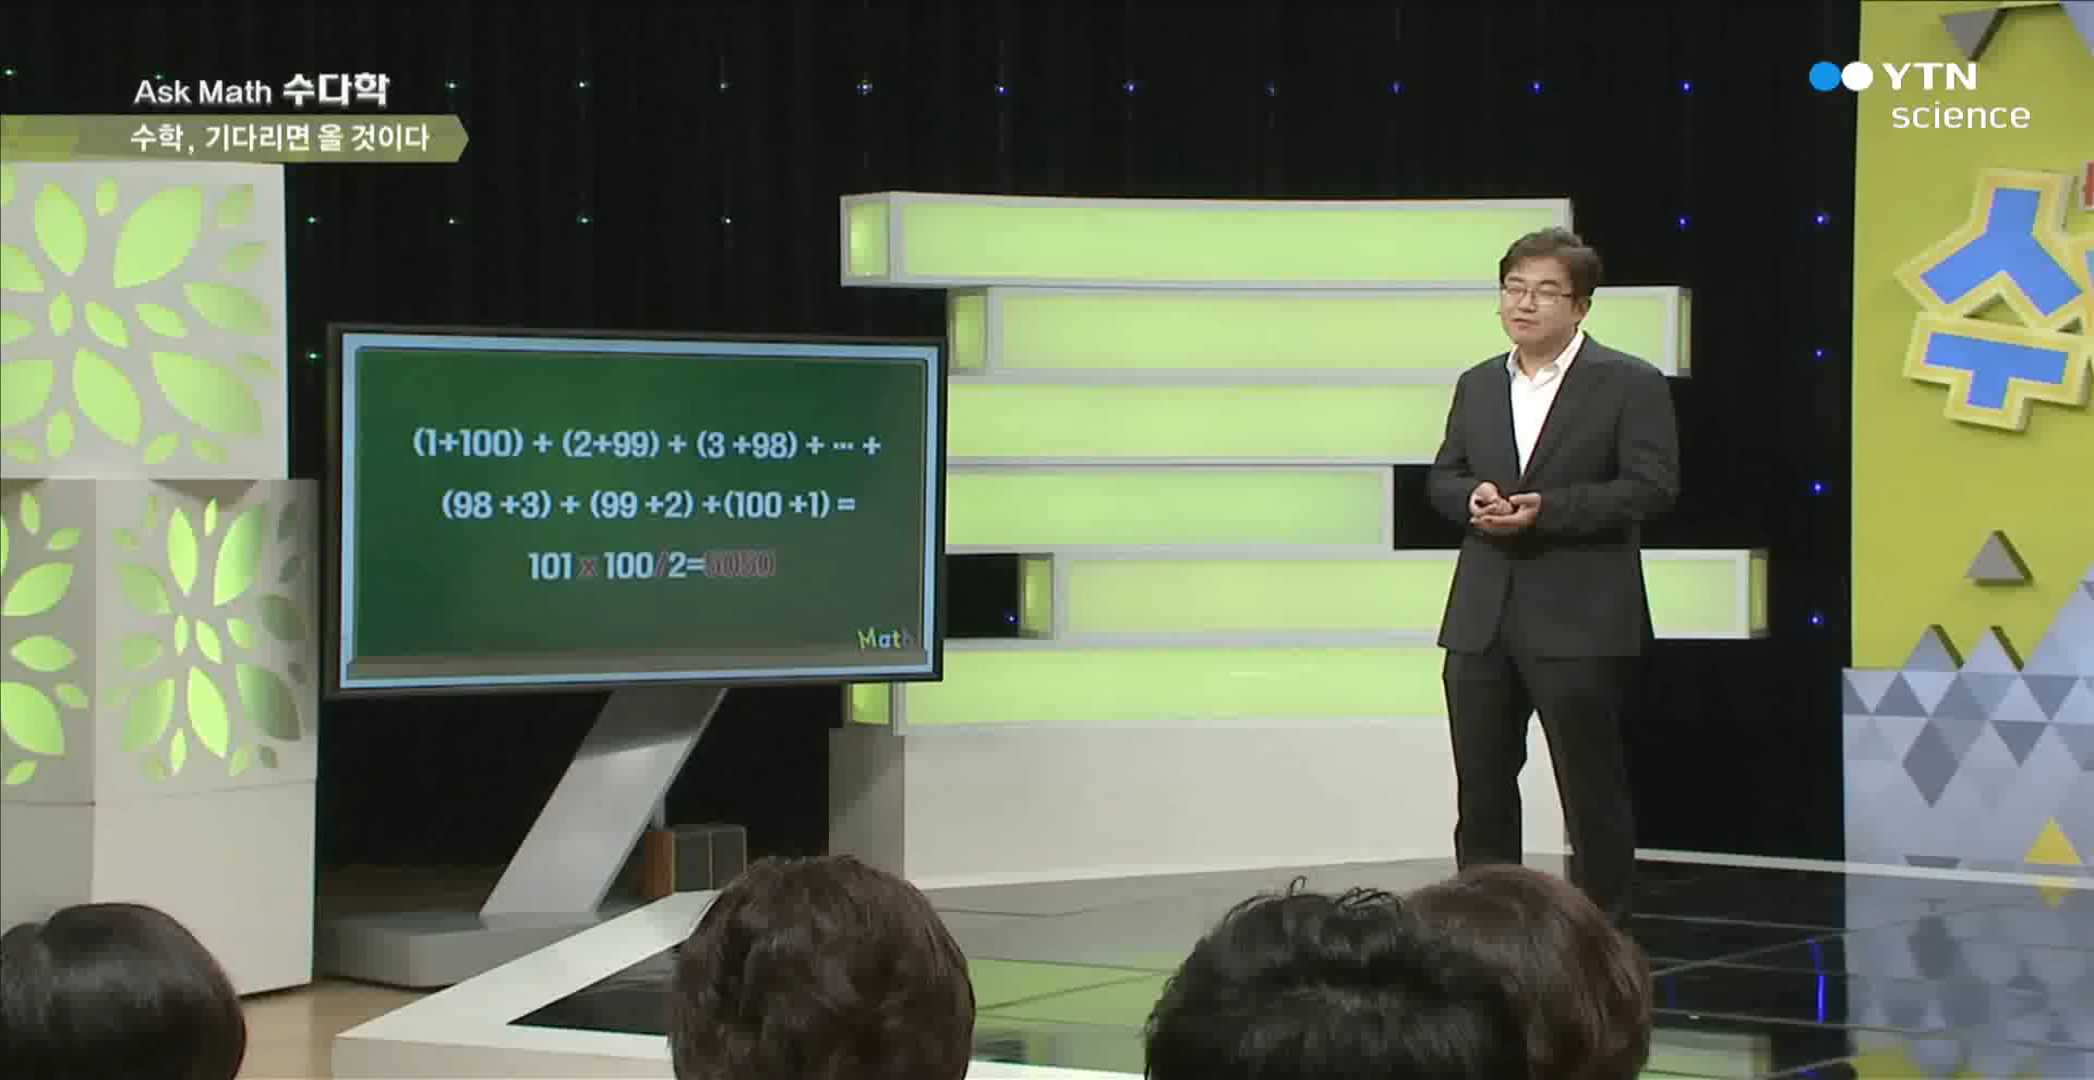 Ask Math 수다학
수학, 기다리면 올 것이다
YTN
science
(1+100) + (2+99) + (3 +98) + ··· +
(98 +3) + (99 +2) +(100 +1) =
101 x 100/2=5050
Math
수